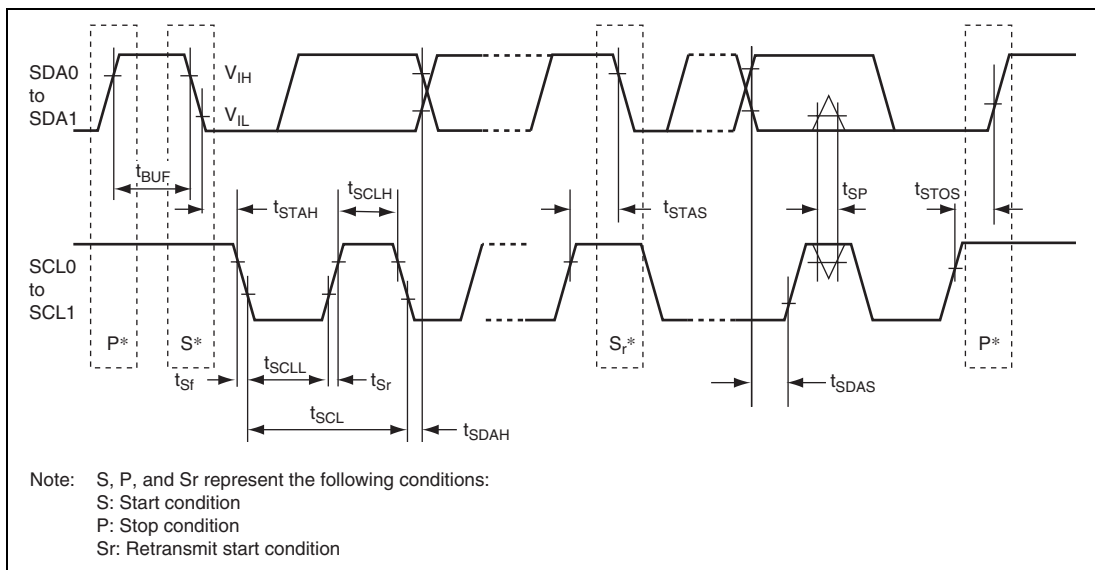 SDA0
to
SDA1
V_IH
V_IL
t_BUF
t_STAH
t_SCLH
t_STAS
t_SP
t_STOS
SCL0
to
SCL1
P*
S*
S_r*
P*
t_Sf
t_SCLL
t_Sr
t_SCL
t_SDAH
t_SDAS
Note: S, P, and Sr represent the following conditions:
S: Start condition
P: Stop condition
Sr: Retransmit start condition